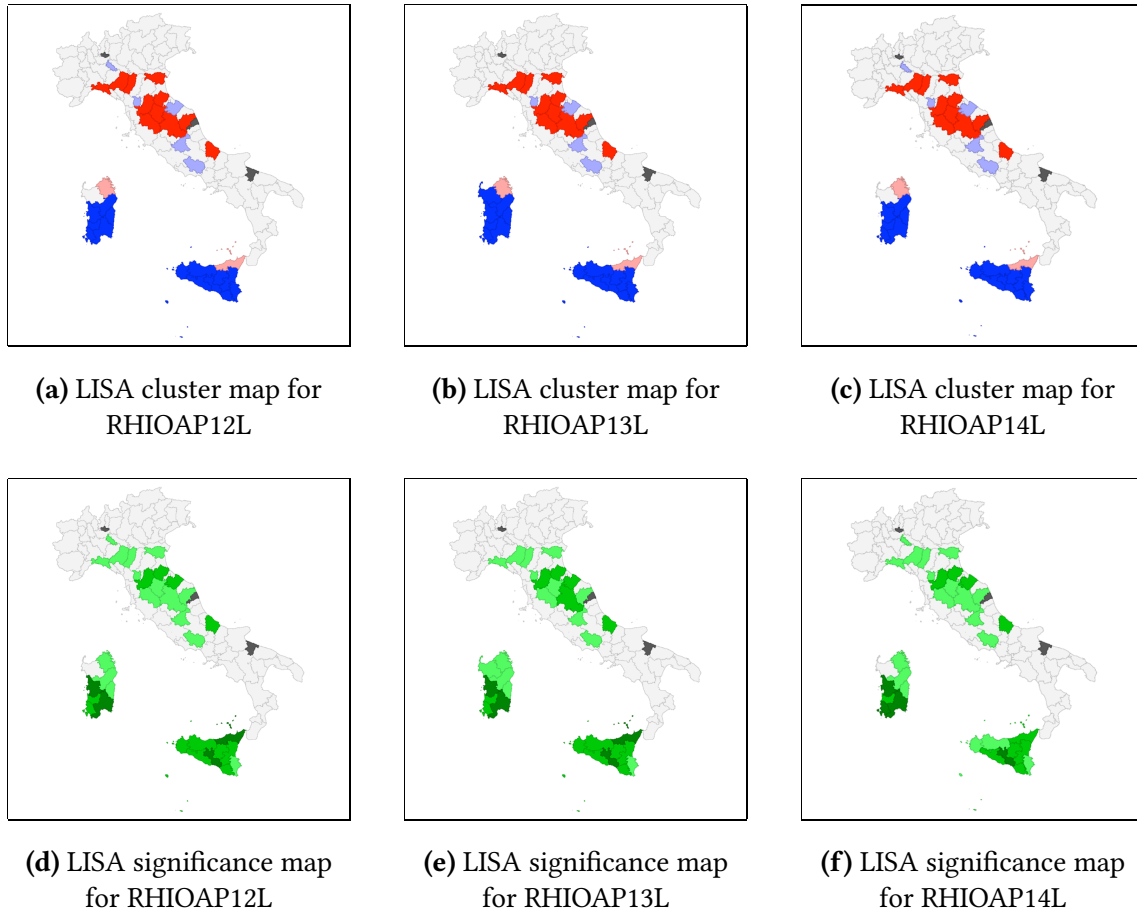 (a) LISA cluster map for
RHIOAP12L
(b) LISA cluster map for
RHIOAP13L
(c) LISA cluster map for
RHIOAP14L
(d) LISA significance map
for RHIOAP12L
(e) LISA significance map
for RHIOAP13L
(f) LISA significance map
for RHIOAP14L